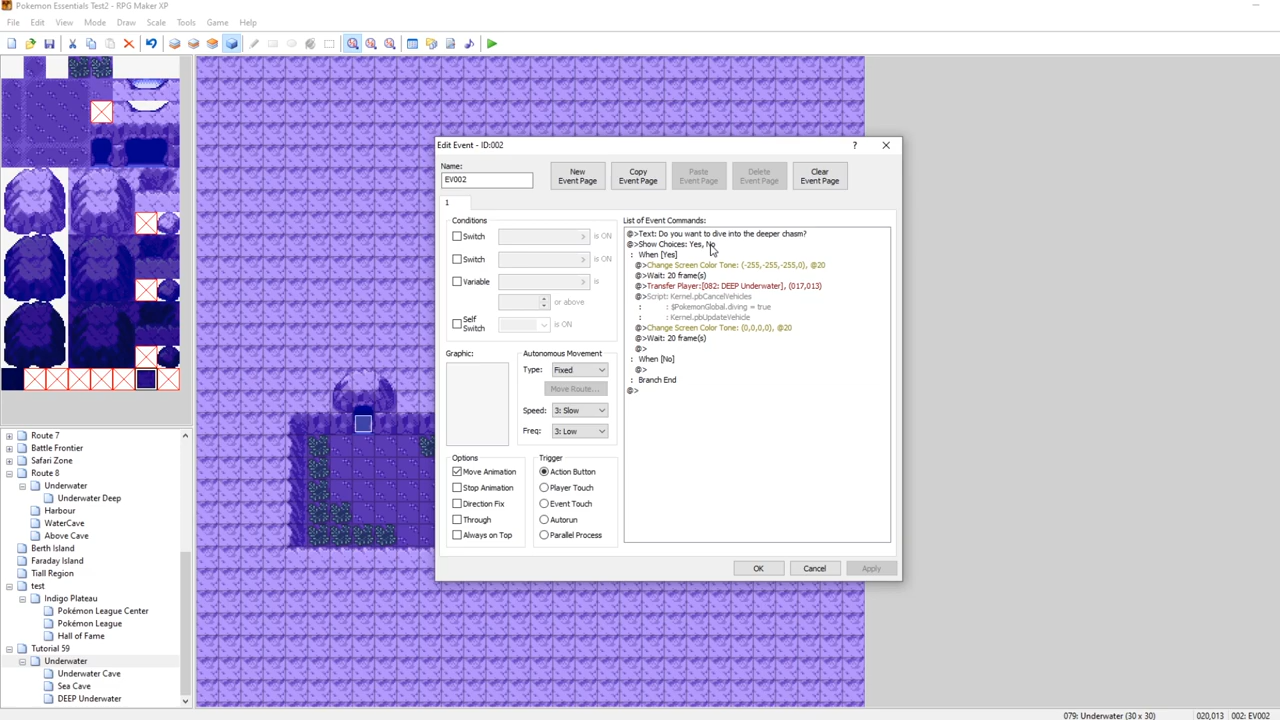 Pokemon Essentials Test2 - RPG Maker XP
File Edit View Mode Draw Scale Tools Game Help
Edit Event - ID:002
?
Name:
EV002
New Event Page
Copy Event Page
Paste Event Page
Delete Event Page
Clear Event Page
1
Conditions
Switch is ON
Switch is ON
Variable is
or above
Self Switch is ON
Graphic:
Autonomous Movement
Type: Fixed
Move Route...
Speed: 3: Slow
Freq: 3: Low
Options
Move Animation
Stop Animation
Direction Fix
Through
Always on Top
Trigger
Action Button
Player Touch
Event Touch
Autorun
Parallel Process
List of Event Commands:
@>Text: Do you want to dive into the deeper chasm?
@>Show Choices: Yes, No
: When [Yes]
@>Change Screen Color Tone: (-255,-255,-255,0), @20
@>Wait: 20 frame(s)
@>Transfer Player:[082: DEEP Underwater], (017,013)
@>Script: Kernel.pbCancelVehicles
: : $PokemonGlobal.diving = true
: : Kernel.pbUpdateVehicle
@>Change Screen Color Tone: (0,0,0,0), @20
@>Wait: 20 frame(s)
@>
: When [No]
@>
: Branch End
@>
OK
Cancel
Apply
Route 7
Battle Frontier
Safari Zone
Route 8
Underwater
Underwater Deep
Harbour
WaterCave
Above Cave
Berth Island
Faraday Island
Tiall Region
test
Indigo Plateau
Pokémon League Center
Pokémon League
Hall of Fame
Tutorial 59
Underwater
Underwater Cave
Sea Cave
DEEP Underwater
079: Underwater (30 x 30) 020,013 002: EV002